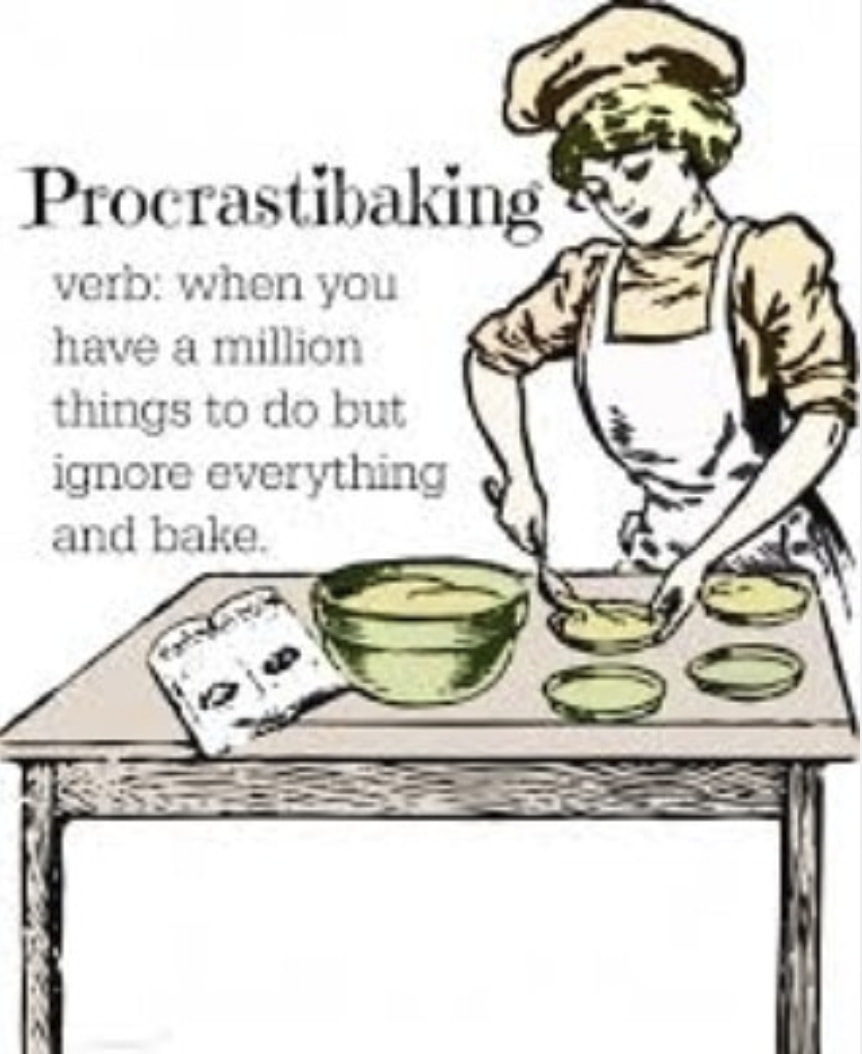 Procrastibaking
verb: when you
have a million
things to do but
ignore everything
and bake.